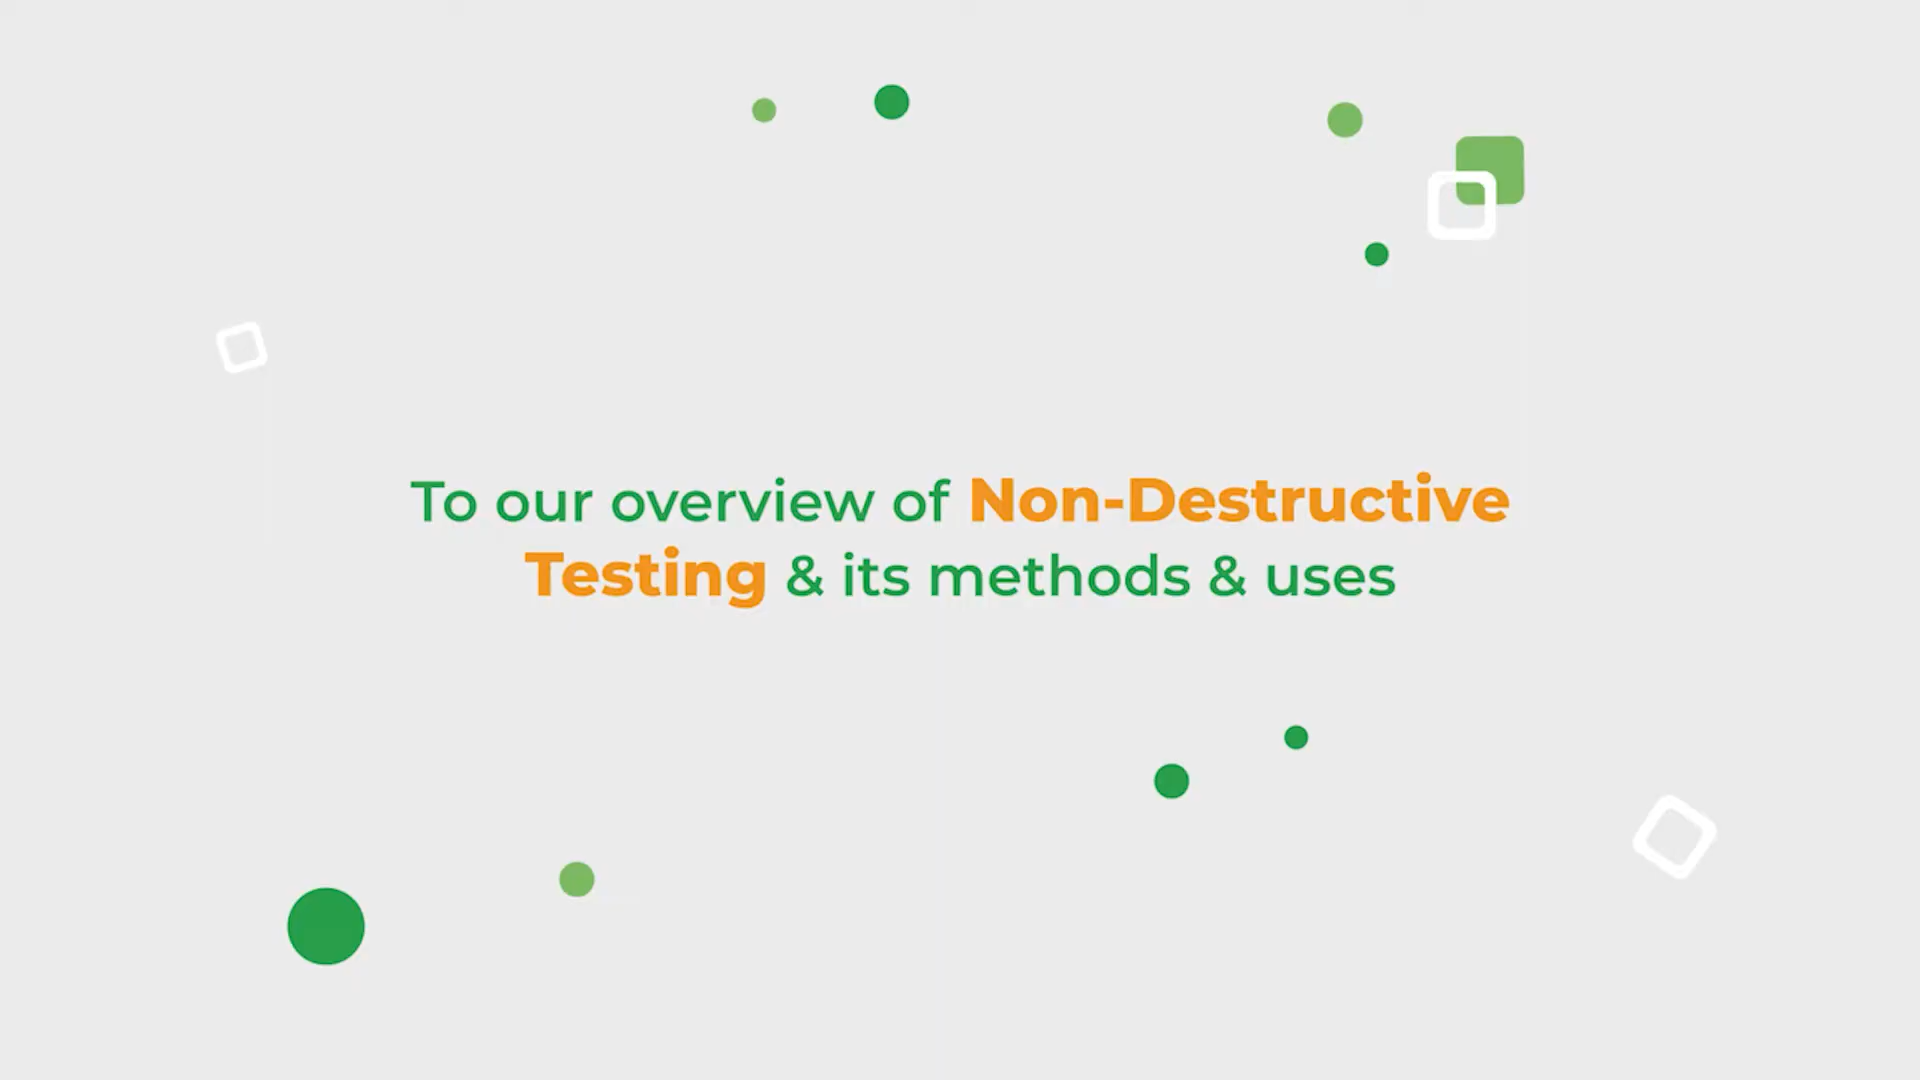 To our overview of Non-Destructive
Testing & its methods & uses